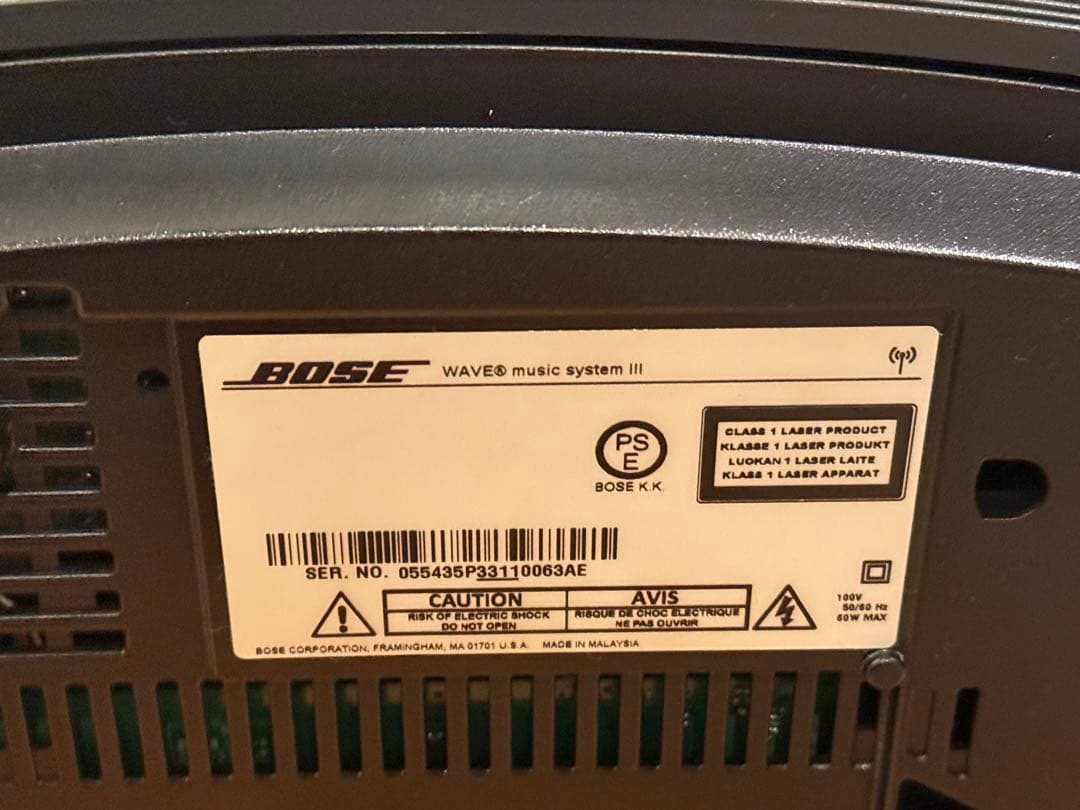 BOSE WAVE® music system III
PS
E
BOSE K.K.
CLASS 1 LASER PRODUCT
KLASSE 1 LASER PRODUKT
LUOKAN 1 LASER LAITE
KLASS 1 LASER APPARAT
SER. NO. 055435P33110063AE
CAUTION
RISK OF ELECTRIC SHOCK
DO NOT OPEN
AVIS
RISQUE DE CHOC ELECTRIQUE
NE PAS OUVRIR
100V
50/60 Hz
60W MAX
BOSE CORPORATION, FRAMINGHAM, MA 01701 U.S.A. MADE IN MALAYSIA